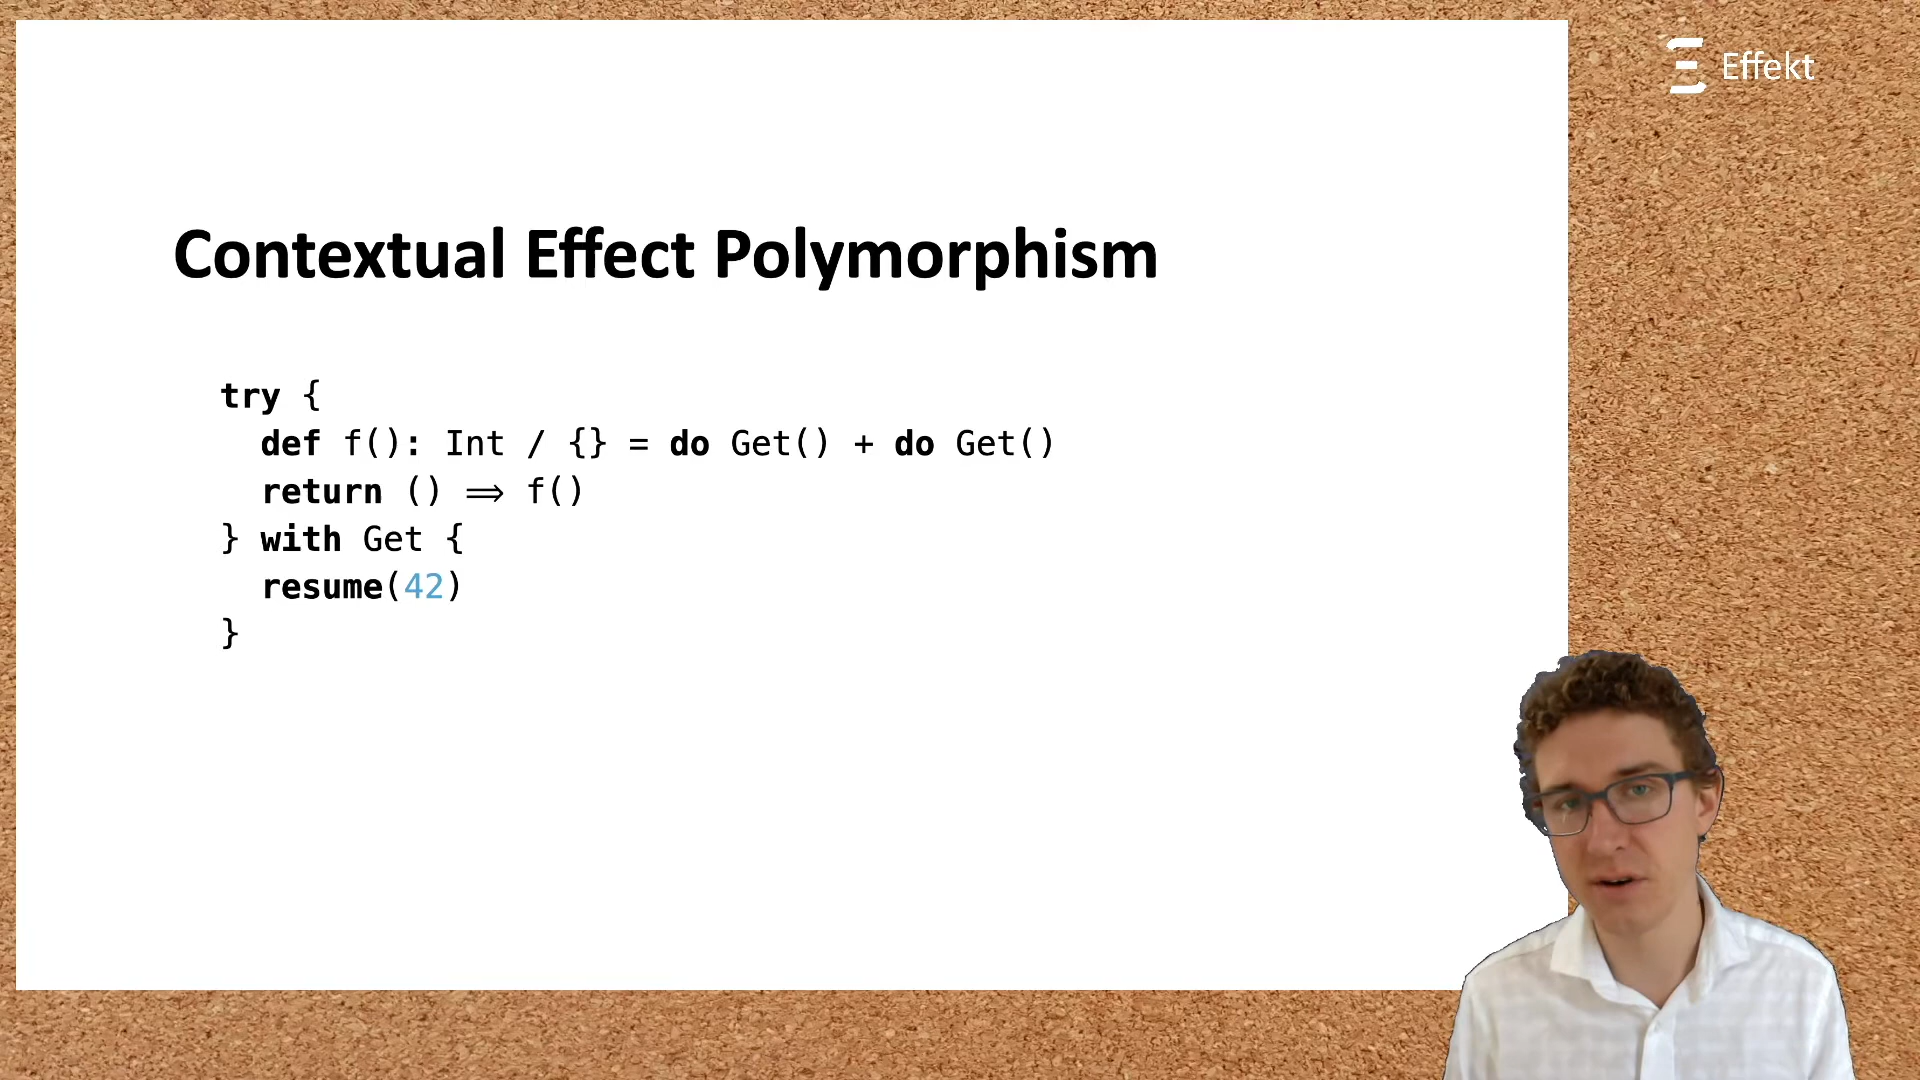 Effekt
Contextual Effect Polymorphism
try {
  def f(): Int / {} = do Get() + do Get()
  return () ⟹ f()
} with Get {
  resume(42)
}